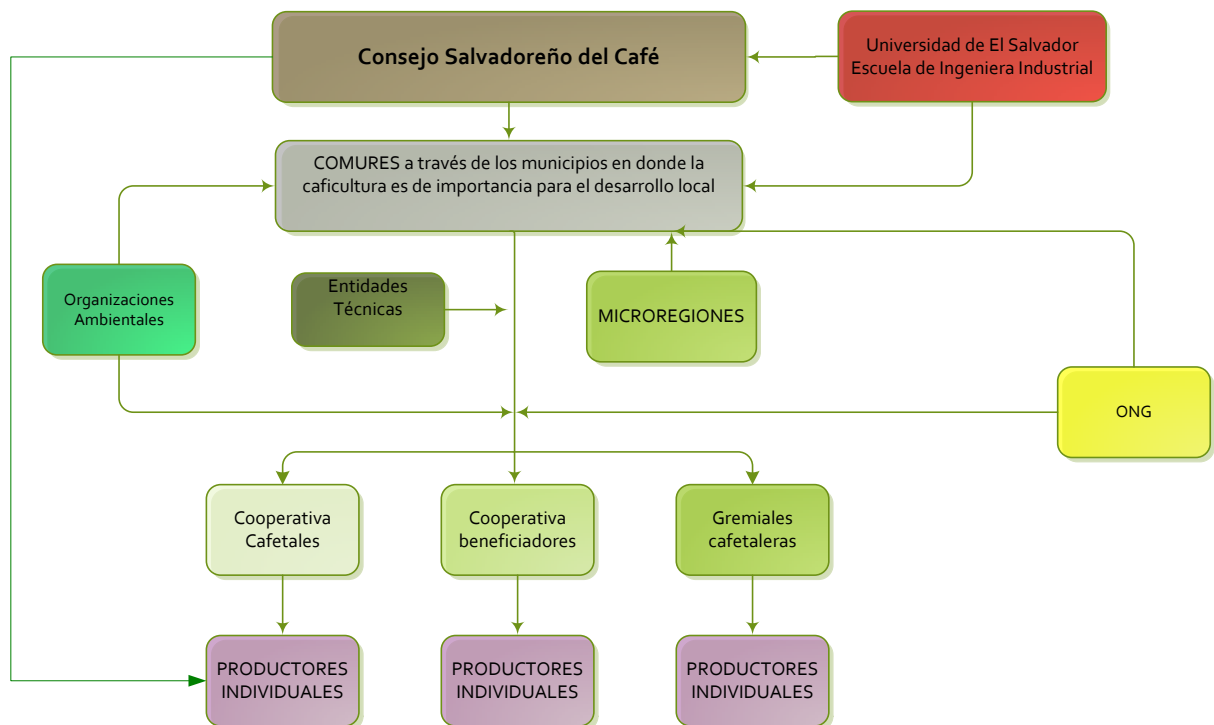 Consejo Salvadoreño del Café
Universidad de El Salvador
Escuela de Ingeniera Industrial
COMURES a través de los municipios en donde la
caficultura es de importancia para el desarrollo local
Organizaciones
Ambientales
Entidades
Técnicas
MICROREGIONES
ONG
Cooperativa
Cafetales
Cooperativa
beneficiadores
Gremiales
cafetaleras
PRODUCTORES
INDIVIDUALES
PRODUCTORES
INDIVIDUALES
PRODUCTORES
INDIVIDUALES